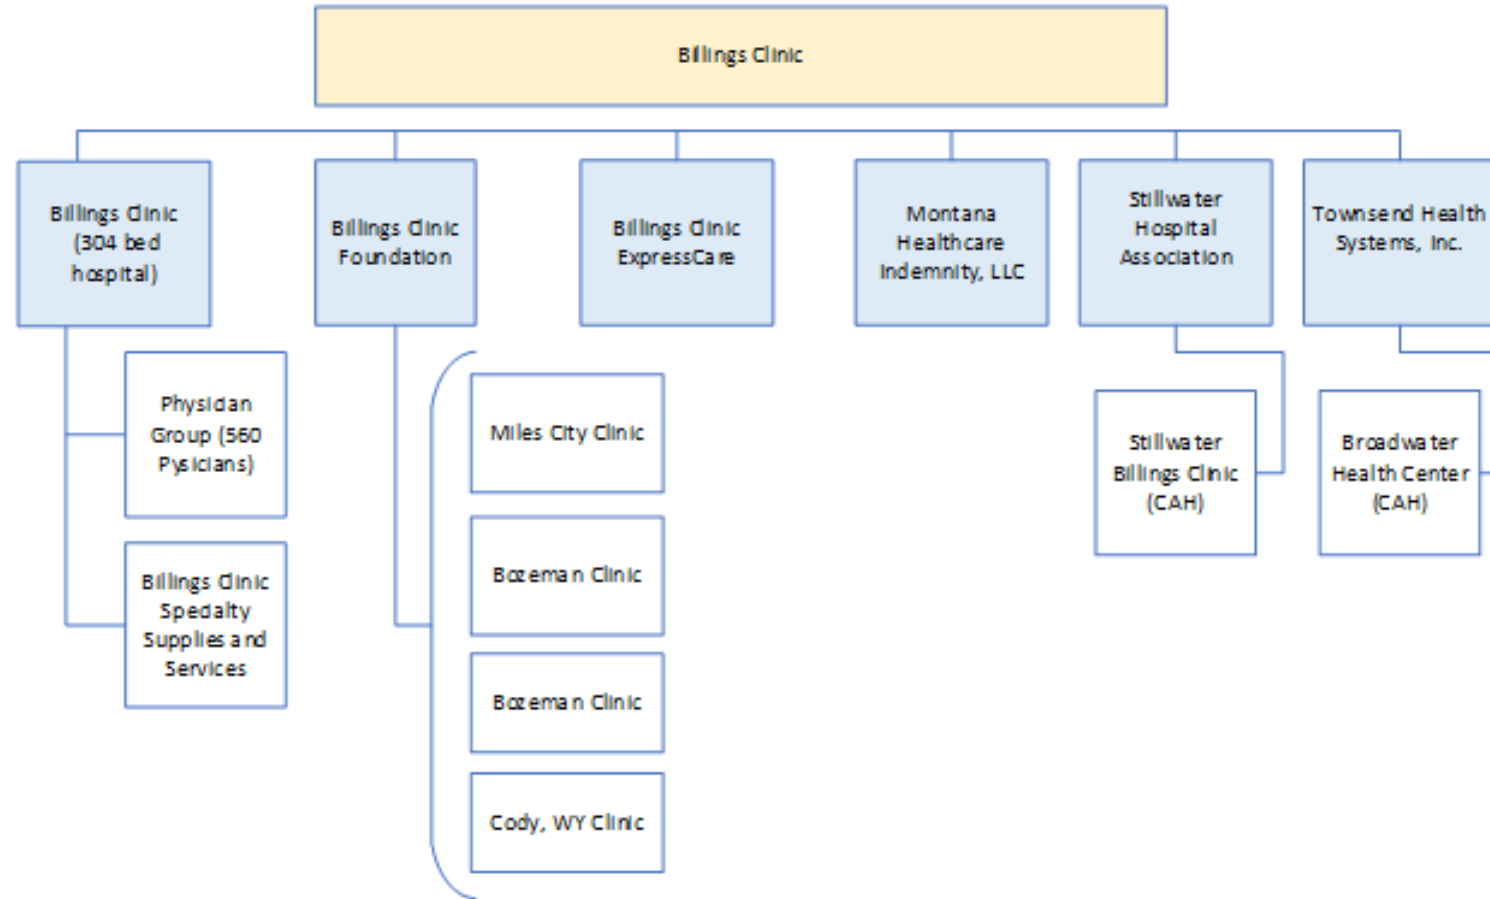 Billings Clinic
Billings Clinic
(304 bed
hospital)
Billings Clinic
Foundation
Billings Clinic
ExpressCare
Montana
Healthcare
Indemnity, LLC
Stillwater
Hospital
Association
Townsend Health
Systems, Inc.
Physician
Group (560
Pysicians)
Billings Clinic
Specialty
Supplies and
Services
Miles City Clinic
Bozeman Clinic
Bozeman Clinic
Cody, WY Clinic
Stillwater
Billings Clinic
(CAH)
Broadwater
Health Center
(CAH)